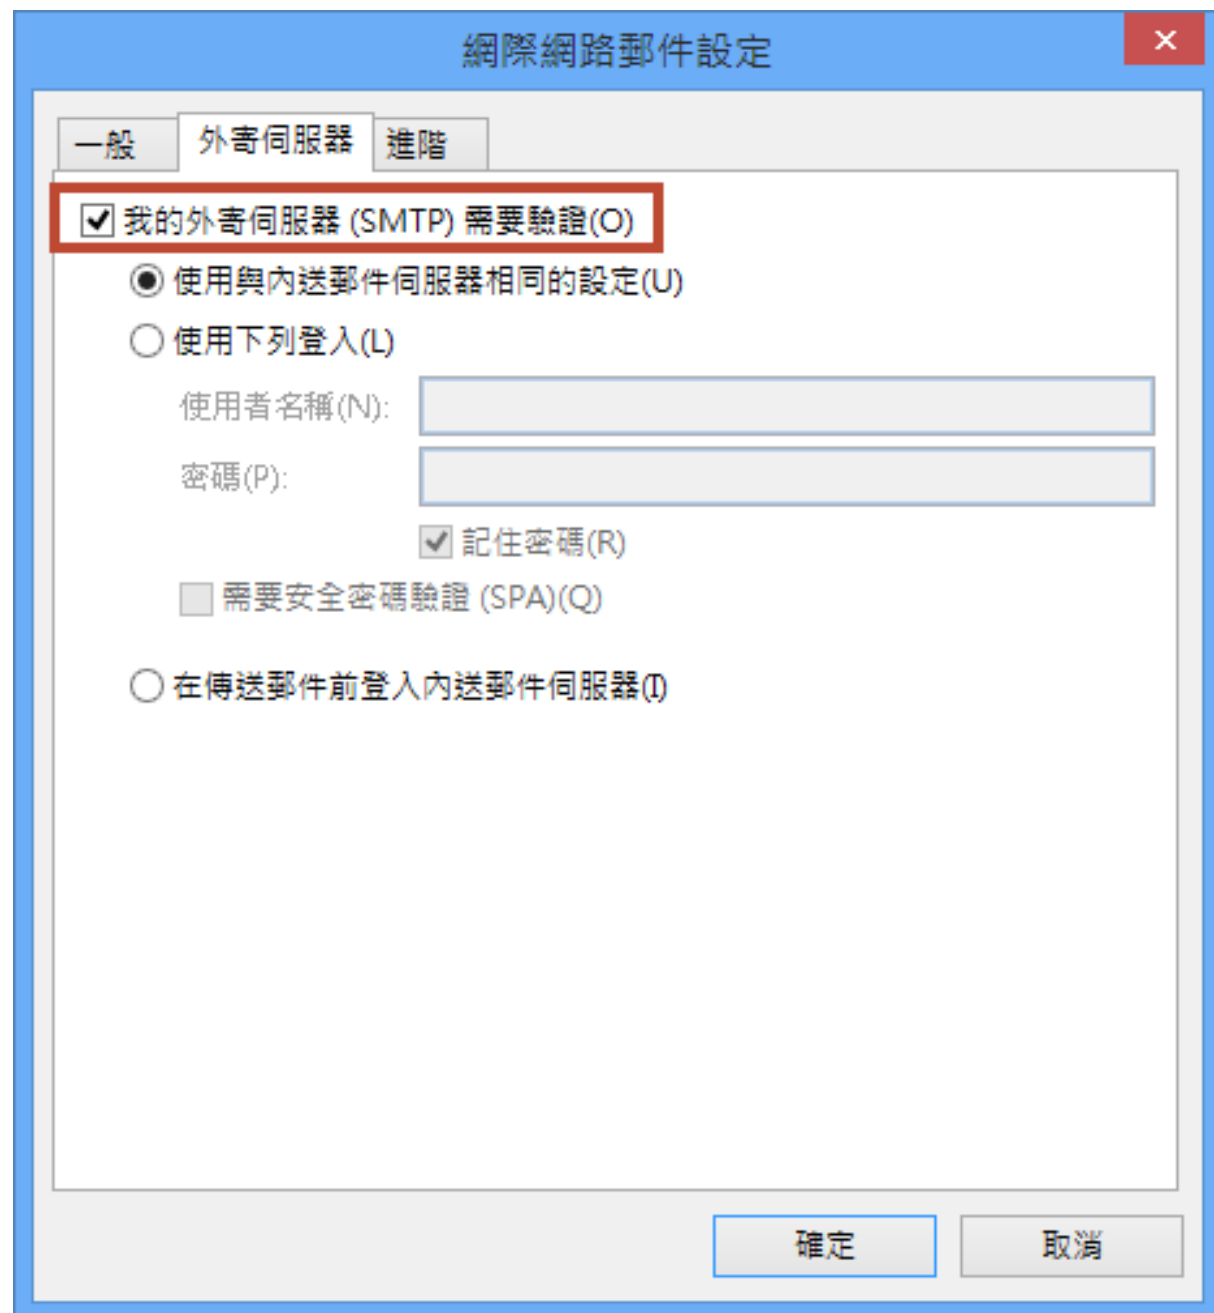 網際網路郵件設定
一般 外寄伺服器 進階
我的外寄伺服器 (SMTP) 需要驗證(O)
使用與內送郵件伺服器相同的設定(U)
使用下列登入(L)
使用者名稱(N):
密碼(P):
記住密碼(R)
需要安全密碼驗證 (SPA)(Q)
在傳送郵件前登入內送郵件伺服器(I)
確定 取消